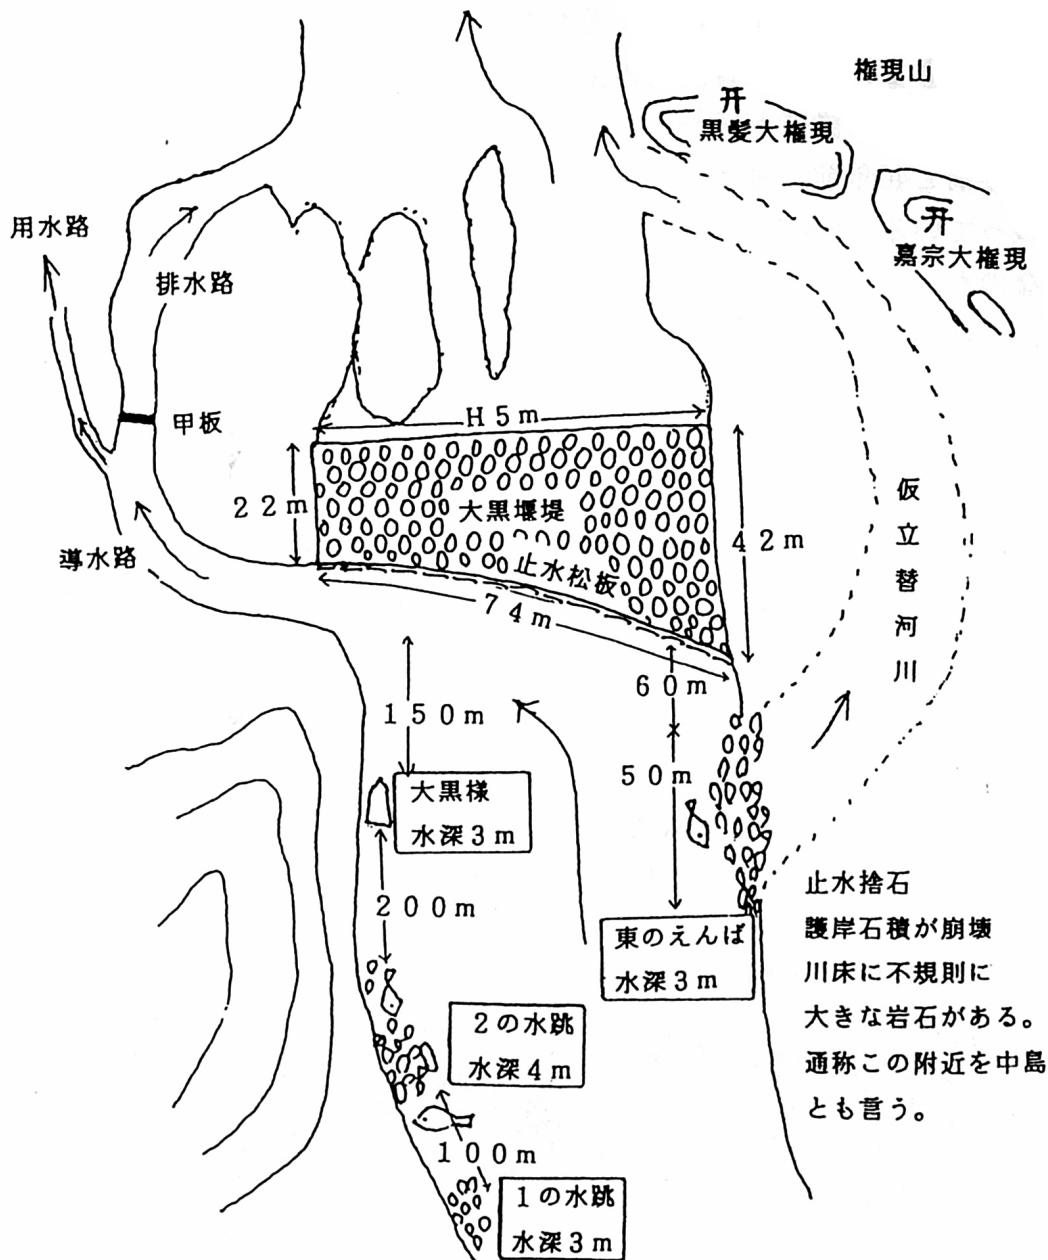 権現山
开
黒髪大権現
开
嘉宗大権現
用水路
排水路
甲板
H5m
22m
大黒堰堤
止水松板
42m
74m
導水路
仮立替河川
60m
150m
50m
大黒様
水深3m
200m
東のえんば
水深3m
止水捨石
護岸石積が崩壊
川床に不規則に
大きな岩石がある。
通称この附近を中島
とも言う。
2の水跳
水深4m
100m
1の水跳
水深3m